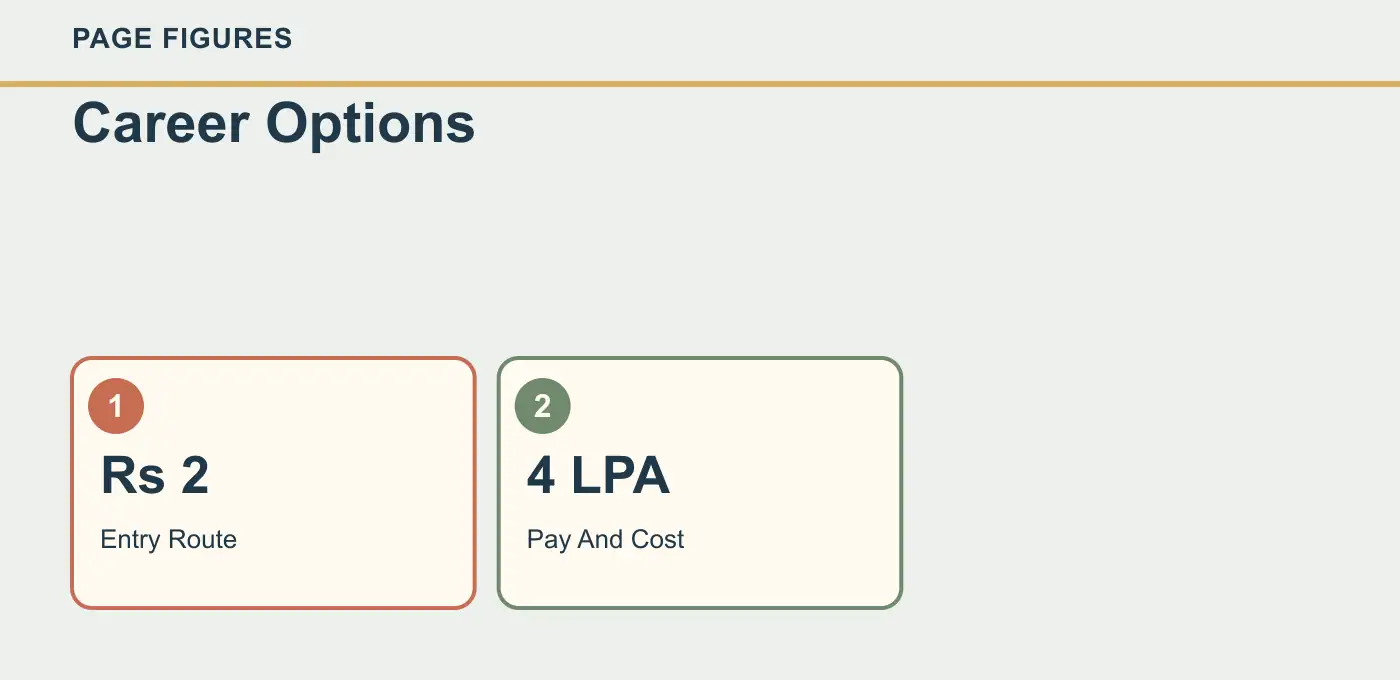 PAGE FIGURES
Career Options
1
Rs 2
Entry Route
2
4 LPA
Pay And Cost